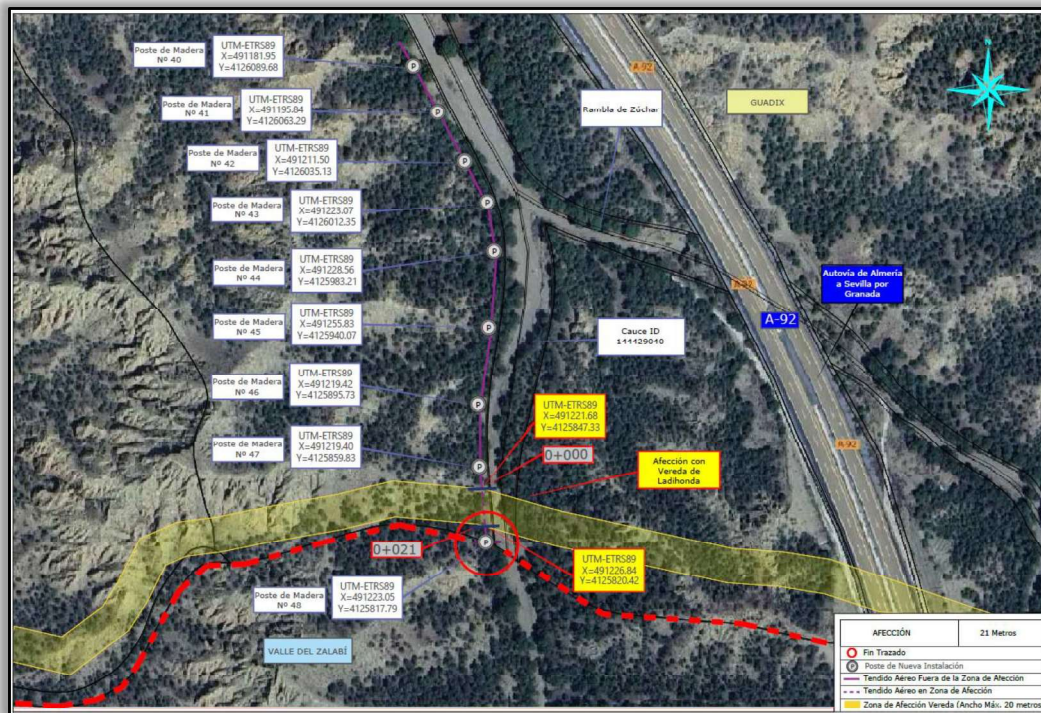 Poste de Madera
Nº 40
UTM-ETRS89
X=491181.95
Y=4126089.68
Poste de Madera
Nº 41
UTM-ETRS89
X=491195.84
Y=4126063.29
Poste de Madera
Nº 42
UTM-ETRS89
X=491211.50
Y=4126035.13
Poste de Madera
Nº 43
UTM-ETRS89
X=491223.07
Y=4126012.35
Poste de Madera
Nº 44
UTM-ETRS89
X=491228.56
Y=4125983.21
Poste de Madera
Nº 45
UTM-ETRS89
X=491255.83
Y=4125940.07
Poste de Madera
Nº 46
UTM-ETRS89
X=491219.42
Y=4125895.73
Poste de Madera
Nº 47
UTM-ETRS89
X=491219.40
Y=4125859.83
Poste de Madera
Nº 48
UTM-ETRS89
X=491223.05
Y=4125817.79
P
P
P
P
P
P
P
P
P
A-92
Rambla de Zúchar
GUADIX
N
A-92
Autovía de Almería
a Sevilla por
Granada
A-92
Cauce ID
144429040
A-92
UTM-ETRS89
X=491221.68
Y=4125847.33
0+000
Afección con
Vereda de
Ladihonda
0+021
UTM-ETRS89
X=491226.84
Y=4125820.42
VALLE DEL ZALABÍ
AFECCIÓN 21 Metros
Fin Trazado
P Poste de Nueva Instalación
Tendido Aéreo Fuera de la Zona de Afección
Tendido Aéreo en Zona de Afección
Zona de Afección Vereda (Ancho Máx. 20 metros